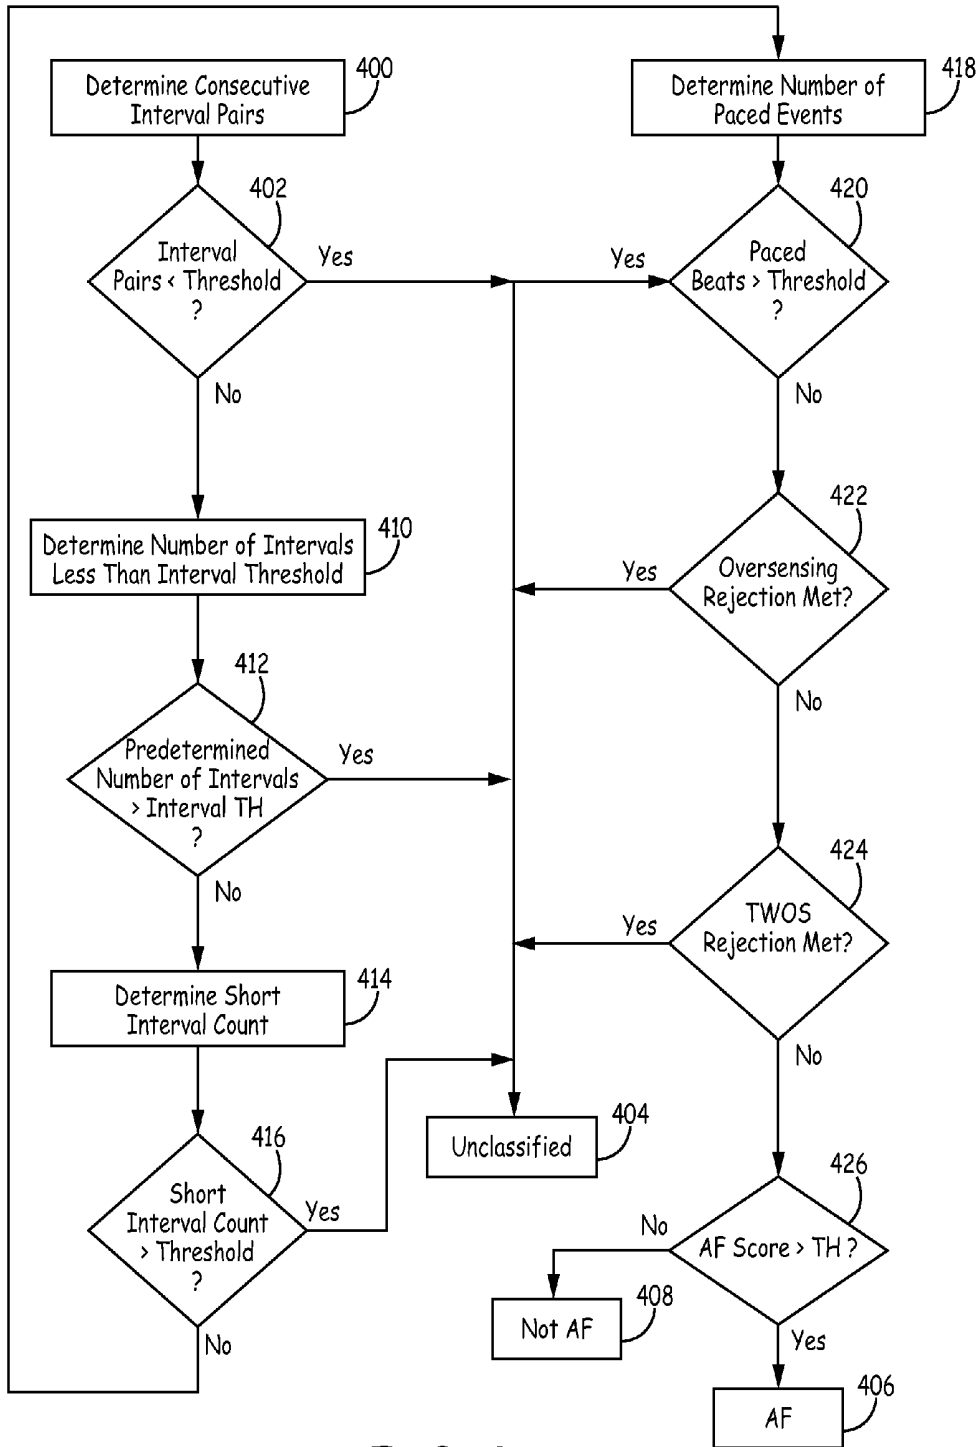 Determine Consecutive
Interval Pairs
400
402
Interval
Pairs < Threshold
?
Yes
No
Determine Number of Intervals
Less Than Interval Threshold
410
412
Predetermined
Number of Intervals
> Interval TH
?
Yes
No
Determine Short
Interval Count
414
416
Short
Interval Count
> Threshold
?
Yes
No
Unclassified
404
Determine Number of
Paced Events
418
420
Paced
Beats > Threshold
?
Yes
No
422
Oversensing
Rejection Met?
Yes
No
424
TWOS
Rejection Met?
Yes
No
426
AF Score > TH ?
No
Yes
Not AF
408
AF
406